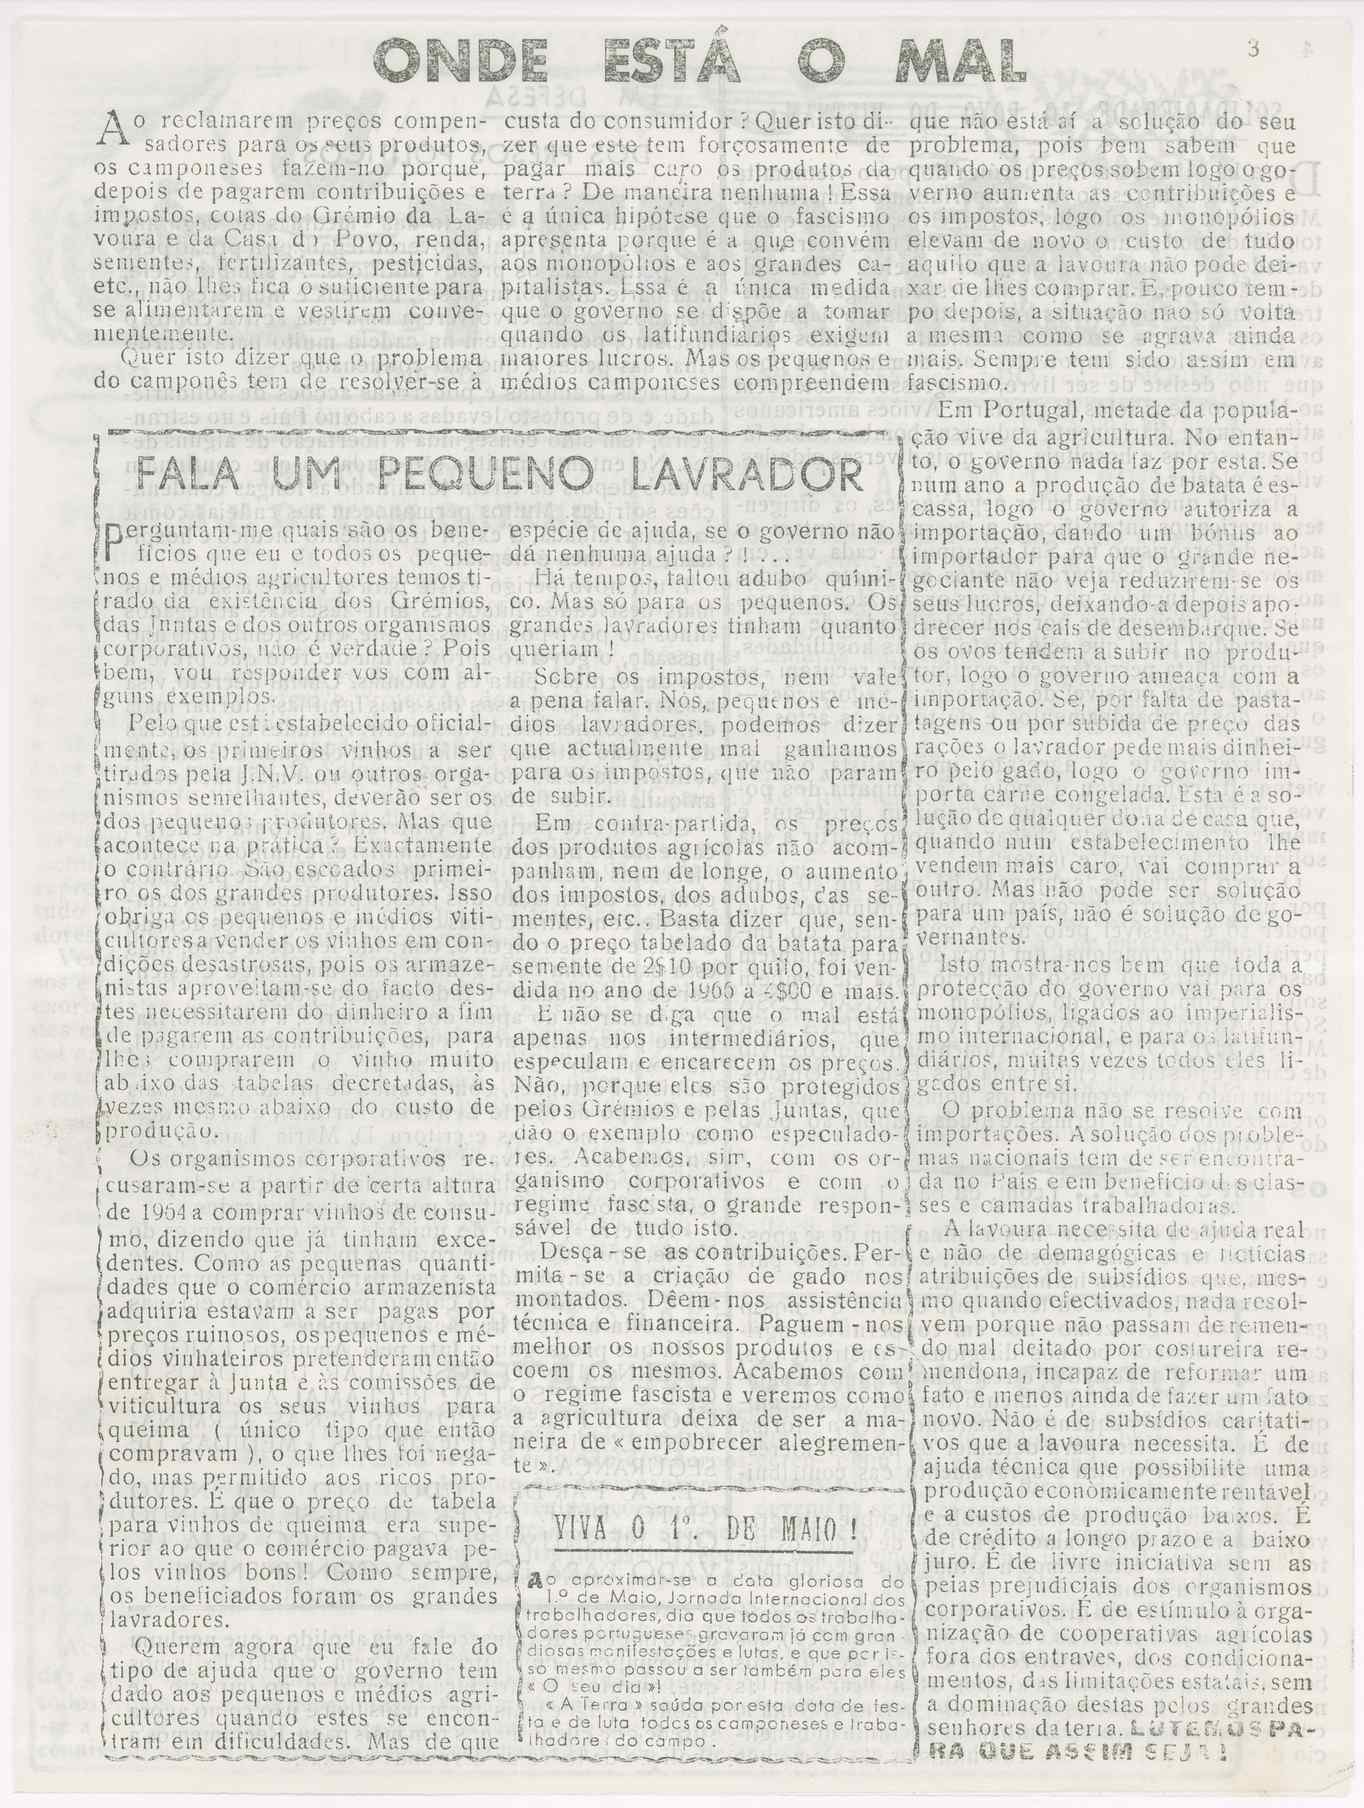 3
ONDE ESTÁ O MAL
Ao reclamarem preços compen-
sadores para os seus produtos,
os camponeses fazem-no porque,
depois de pagarem contribuições e
impostos, cotas do Grémio da La-
voura e da Casa do Povo, renda,
sementes, fertilizantes, pesticidas,
etc., não lhes fica o suficiente para
se alimentarem e vestirem conve-
nientemente.
Quer isto dizer que o problema
do camponês tem de resolver-se à
custa do consumidor? Quer isto di-
zer que este tem forçosamente de
pagar mais caro os produtos da
terra? De maneira nenhuma! Essa
é a única hipótese que o fascismo
apresenta porque é a que convém
aos monopólios e aos grandes ca-
pitalistas. Essa é a única medida
que o governo se dispõe a tomar
quando os latifundiários exigem
maiores lucros. Mas os pequenos e
médios camponeses compreendem
que não está aí a solução do seu
problema, pois bem sabem que
quando os preços sobem logo o go-
verno aumenta as contribuições e
os impostos, logo os monopólios
elevam de novo o custo de tudo
aquilo que a lavoura não pode dei-
xar de lhes comprar. E, pouco tem-
po depois, a situação não só volta
a mesma como se agrava ainda
mais. Sempre tem sido assim em
fascismo.
Em Portugal, metade da popula-
ção vive da agricultura. No entan-
to, o governo nada faz por esta. Se
num ano a produção de batata é es-
cassa, logo o governo autoriza a
importação, dando um bónus ao
importador para que o grande ne-
gociante não veja reduzirem-se os
seus lucros, deixando-a depois apo-
drecer nos cais de desembarque. Se
os ovos tendem a subir no produ-
tor, logo o governo ameaça com a
importação. Se, por falta de pasta-
tagens ou por subida de preço das
rações o lavrador pede mais dinhei-
ro pelo gado, logo o governo im-
porta carne congelada. Esta é a so-
lução de qualquer dona de casa que,
quando num estabelecimento lhe
vendem mais caro, vai comprar a
outro. Mas não pode ser solução
para um país, não é solução de go-
vernantes.
Isto mostra-nos bem que toda a
protecção do governo vai para os
monopólios, ligados ao imperialis-
mo internacional, e para os latifun-
diários, muitas vezes todos eles li-
gados entre si.
O problema não se resolve com
importações. A solução dos proble-
mas nacionais tem de ser encontra-
da no País e em benefício das clas-
ses e camadas trabalhadoras.
A lavoura necessita de ajuda real
e não de demagógicas e fictícias
atribuições de subsídios que, mes-
mo quando efectivados, nada resol-
vem porque não passam de remen-
do mal deitado por costureira re-
mendona, incapaz de reformar um
fato e menos ainda de fazer um fato
novo. Não é de subsídios caritati-
vos que a lavoura necessita. É de
ajuda técnica que possibilite uma
produção economicamente rentável
e a custos de produção baixos. É
de crédito a longo prazo e a baixo
juro. É de livre iniciativa sem as
peias prejudiciais dos organismos
corporativos. É de estímulo à orga-
nização de cooperativas agrícolas
fora dos entraves, dos condiciona-
mentos, das limitações estatais, sem
a dominação destas pelos grandes
senhores da terra. LUTEMOS PA-
RA QUE ASSIM SEJA!
FALA UM PEQUENO LAVRADOR
Perguntam-me quais são os bene-
fícios que eu e todos os peque-
nos e médios agricultores temos ti-
rado da existência dos Grémios,
das Juntas e dos outros organismos
corporativos, não é verdade? Pois
bem, vou responder vos com al-
guns exemplos.
Pelo que está estabelecido oficial-
mente, os primeiros vinhos a ser
tirados pela J.N.V. ou outros orga-
nismos semelhantes, deverão ser os
dos pequenos produtores. Mas que
acontece na prática? Exactamente
o contrário. São escoados primei-
ro os dos grandes produtores. Isso
obriga os pequenos e médios viti-
cultores a vender os vinhos em con-
dições desastrosas, pois os armaze-
nistas aproveitam-se do facto des-
tes necessitarem do dinheiro a fim
de pagarem as contribuições, para
lhes comprarem o vinho muito
abaixo das tabelas decretadas, às
vezes mesmo abaixo do custo de
produção.
Os organismos corporativos re-
cusaram-se a partir de certa altura
de 1954 a comprar vinhos de consu-
mo, dizendo que já tinham exce-
dentes. Como as pequenas quanti-
dades que o comércio armazenista
adquiria estavam a ser pagas por
preços ruinosos, os pequenos e mé-
dios vinhateiros pretenderam então
entregar à Junta e às comissões de
viticultura os seus vinhos para
queima ( único tipo que então
compravam ), o que lhes foi nega-
do, mas permitido aos ricos pro-
dutores. É que o preço de tabela
para vinhos de queima era supe-
rior ao que o comércio pagava pe-
los vinhos bons! Como sempre,
os beneficiados foram os grandes
lavradores.
Querem agora que eu fale do
tipo de ajuda que o governo tem
dado aos pequenos e médios agri-
cultores quando estes se encon-
tram em dificuldades. Mas de que
espécie de ajuda, se o governo não
dá nenhuma ajuda?!...
Há tempos, faltou adubo quími-
co. Mas só para os pequenos. Os
grandes lavradores tinham quanto
queriam!
Sobre os impostos, nem vale
a pena falar. Nós, pequenos e mé-
dios lavradores, podemos dizer
que actualmente mal ganhamos
para os impostos, que não param
de subir.
Em contra-partida, os preços
dos produtos agrícolas não acom-
panham, nem de longe, o aumento
dos impostos, dos adubos, das se-
mentes, etc.. Basta dizer que, sen-
do o preço tabelado da batata para
semente de 2$10 por quilo, foi ven-
dida no ano de 1965 a 4$00 e mais.
E não se diga que o mal está
apenas nos intermediários, que
especulam e encarecem os preços.
Não, porque eles são protegidos
pelos Grémios e pelas Juntas, que
dão o exemplo como especulado-
res. Acabemos, sim, com os or-
ganismo corporativos e com o
regime fascista, o grande respon-
sável de tudo isto.
Desça-se as contribuições. Per-
mita-se a criação de gado nos
montados. Dêem-nos assistência
técnica e financeira. Paguem-nos
melhor os nossos produtos e es-
coem os mesmos. Acabemos com
o regime fascista e veremos como
a agricultura deixa de ser a ma-
neira de « empobrecer alegremen-
te ».
VIVA O 1º. DE MAIO!
Ao aproximar-se a data gloriosa do
1.º de Maio, Jornada Internacional dos
trabalhadores, dia que todos os trabalha-
dores portugueses gravaram já com gran-
diosas manifestações e lutas, e que por is-
so mesmo passou a ser também para eles
« O seu dia »!
« A Terra » saúda por esta data de fes-
ta e de luta todos os camponeses e traba-
lhadores do campo.